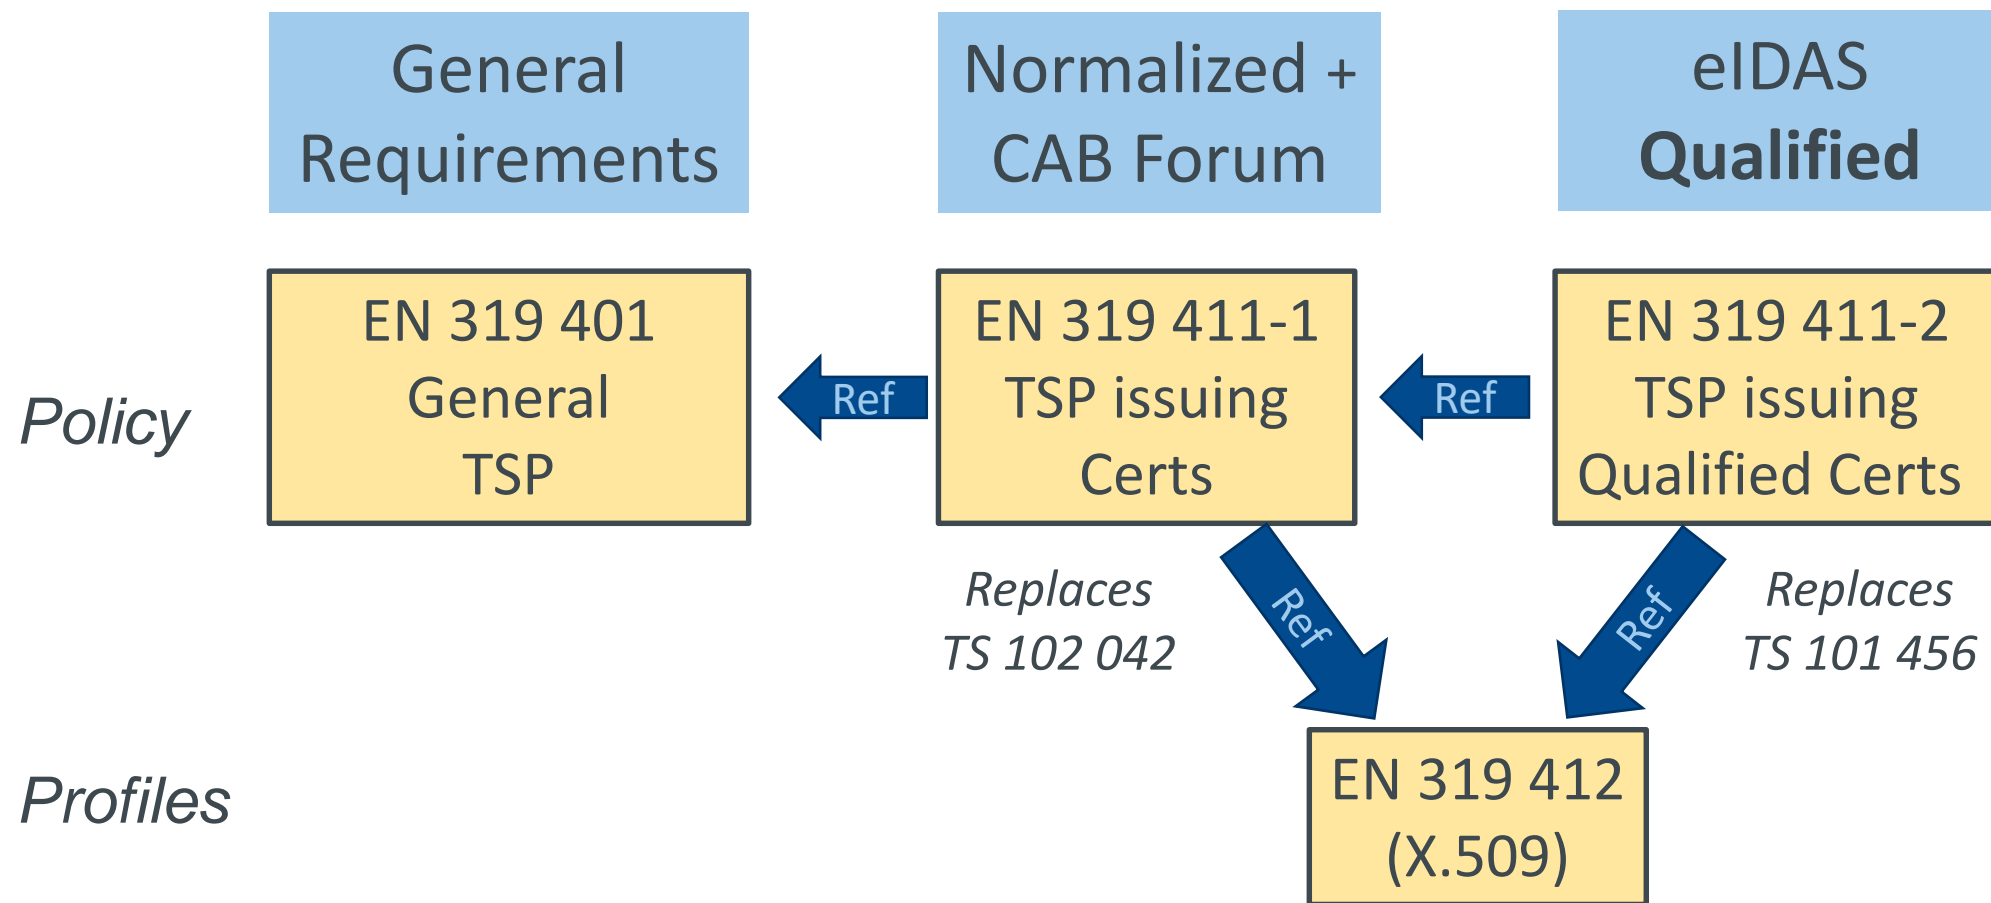 General
Requirements
Normalized +
CAB Forum
eIDAS
Qualified
Policy
EN 319 401
General
TSP
Ref
EN 319 411-1
TSP issuing
Certs
Ref
EN 319 411-2
TSP issuing
Qualified Certs
Replaces
TS 102 042
Ref
Ref
Replaces
TS 101 456
Profiles
EN 319 412
(X.509)